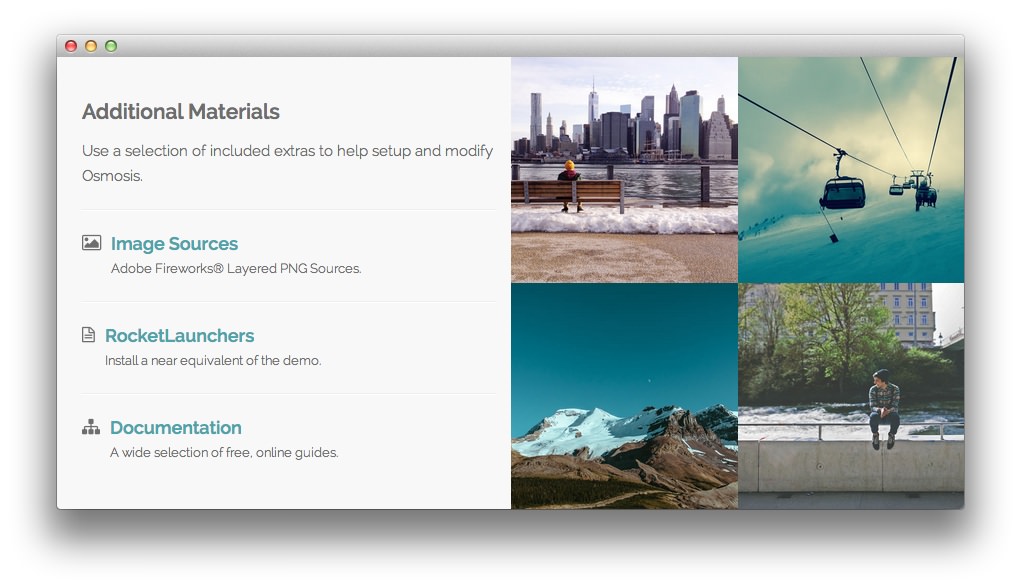 Additional Materials
Use a selection of included extras to help setup and modify
Osmosis.
Image Sources
Adobe Fireworks® Layered PNG Sources.
RocketLaunchers
Install a near equivalent of the demo.
Documentation
A wide selection of free, online guides.